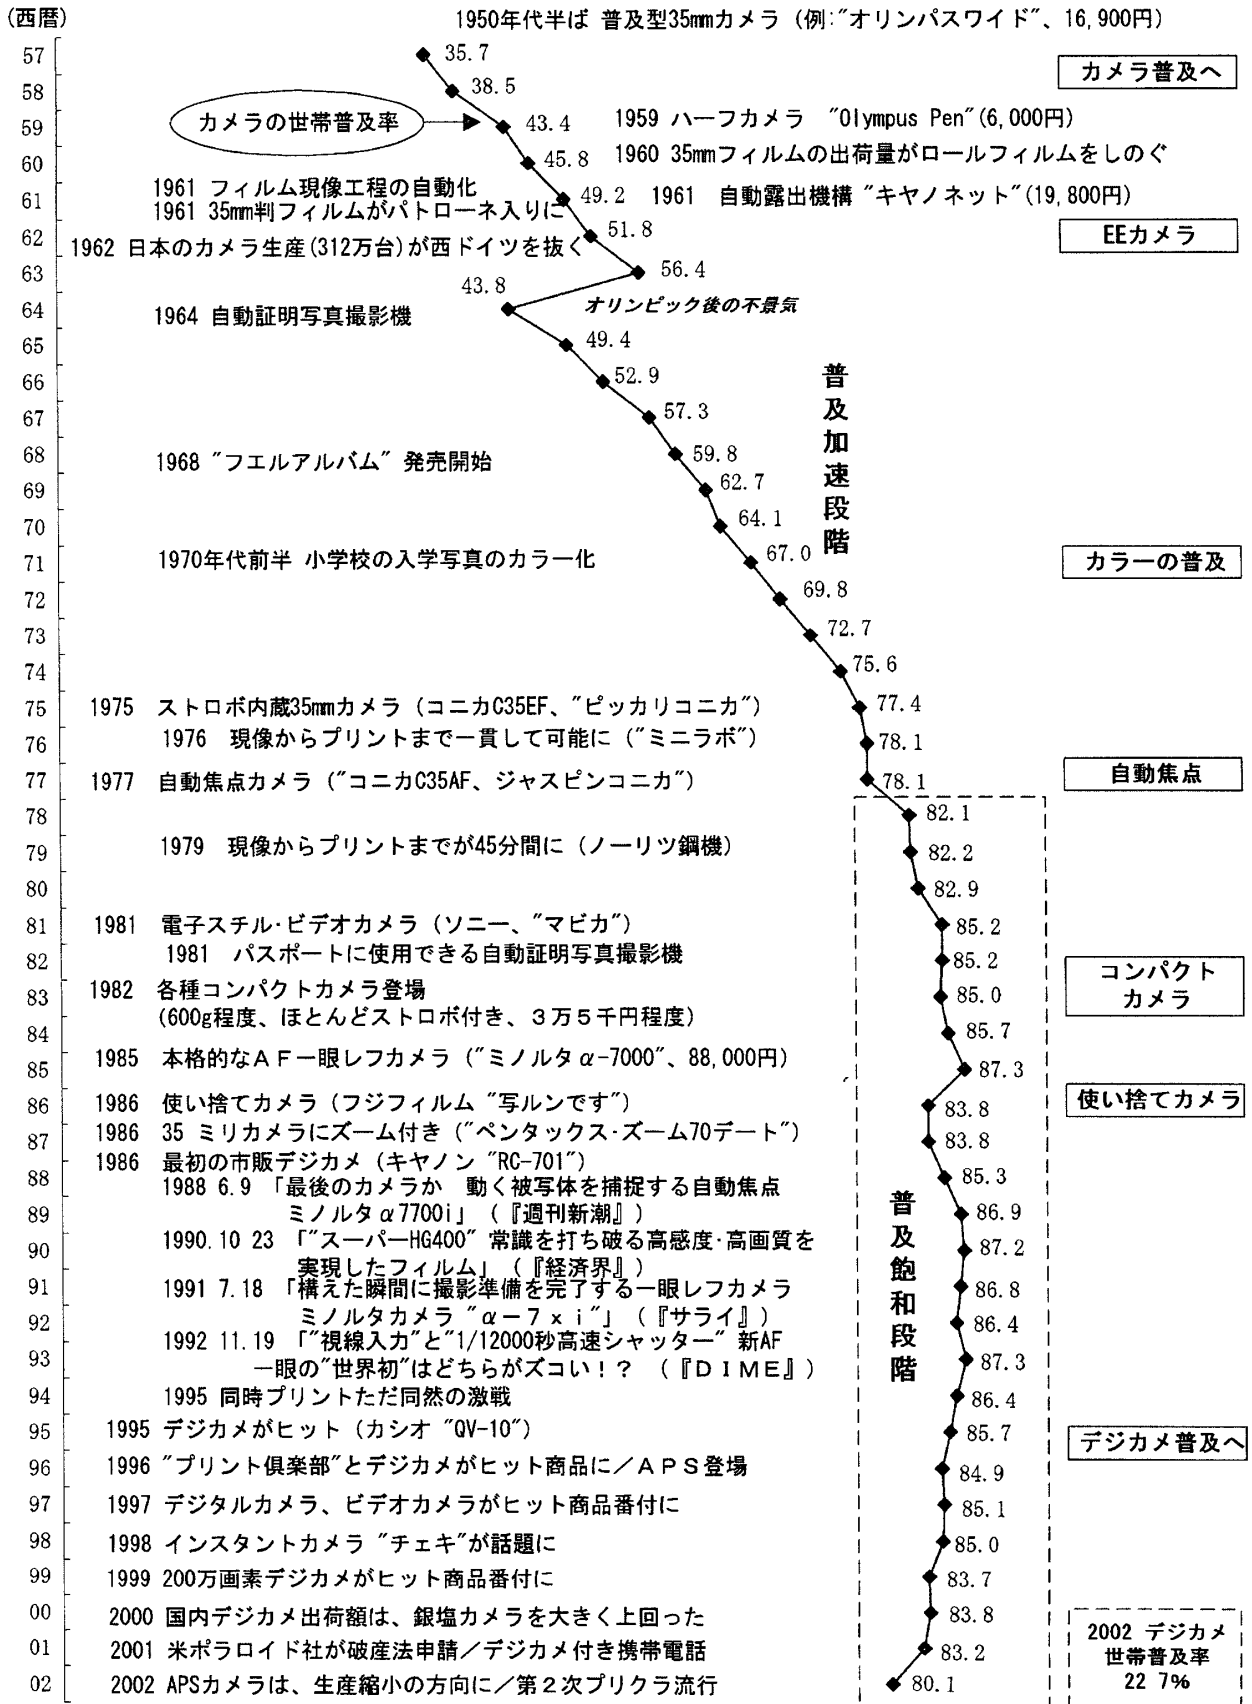 (西暦)
1950年代半ば 普及型35mmカメラ (例:"オリンパスワイド"、16,900円)
57 35.7
カメラ普及へ
58 38.5
カメラの世帯普及率
59 43.4 1959 ハーフカメラ "Olympus Pen"(6,000円)
60 45.8 1960 35mmフィルムの出荷量がロールフィルムをしのぐ
1961 フィルム現像工程の自動化
61 49.2 1961 自動露出機構 "キヤノネット"(19,800円)
1961 35mm判フィルムがパトローネ入りに
62 51.8
EEカメラ
1962 日本のカメラ生産(312万台)が西ドイツを抜く
63 56.4
43.8
オリンピック後の不景気
64 1964 自動証明写真撮影機
65 49.4
66 52.9
普及加速段階
67 57.3
68 1968 "フエルアルバム" 発売開始 59.8
69 62.7
70 64.1
71 1970年代前半 小学校の入学写真のカラー化 67.0
カラーの普及
72 69.8
73 72.7
74 75.6
75 1975 ストロボ内蔵35mmカメラ (コニカC35EF、"ピッカリコニカ") 77.4
76 1976 現像からプリントまで一貫して可能に ("ミニラボ") 78.1
自動焦点
77 1977 自動焦点カメラ ("コニカC35AF、ジャスピンコニカ") 78.1
78 82.1
79 1979 現像からプリントまでが45分間に (ノーリツ鋼機) 82.2
80 82.9
81 1981 電子スチル・ビデオカメラ (ソニー、"マビカ") 85.2
82 1981 パスポートに使用できる自動証明写真撮影機 85.2
コンパクト
カメラ
83 1982 各種コンパクトカメラ登場 85.0
(600g程度、ほとんどストロボ付き、3万5千円程度)
84 85.7
85 1985 本格的なAF一眼レフカメラ ("ミノルタα-7000"、88,000円) 87.3
86 1986 使い捨てカメラ (フジフィルム "写ルンです") 83.8
使い捨てカメラ
87 1986 35 ミリカメラにズーム付き ("ペンタックス・ズーム70デート") 83.8
1986 最初の市販デジカメ (キヤノン "RC-701")
88 85.3
1988 6.9 「最後のカメラか 動く被写体を捕捉する自動焦点
89 ミノルタα7700i」 (『週刊新潮』) 86.9
普及飽和段階
90 1990.10 23 「"スーパーHG400" 常識を打ち破る高感度・高画質を 87.2
実現したフィルム」 (『経済界』)
91 1991 7.18 「構えた瞬間に撮影準備を完了する一眼レフカメラ 86.8
ミノルタカメラ "α-7xi"」 (『サライ』)
92 86.4
1992 11.19 「"視線入力"と"1/12000秒高速シャッター" 新AF
93 一眼の"世界初"はどちらがズコい!? (『DIME』) 87.3
94 1995 同時プリントただ同然の激戦 86.4
95 1995 デジカメがヒット (カシオ "QV-10") 85.7
デジカメ普及へ
96 1996 "プリント倶楽部"とデジカメがヒット商品に/APS登場 84.9
97 1997 デジタルカメラ、ビデオカメラがヒット商品番付に 85.1
98 1998 インスタントカメラ "チェキ"が話題に 85.0
99 1999 200万画素デジカメがヒット商品番付に 83.7
00 2000 国内デジカメ出荷額は、銀塩カメラを大きく上回った 83.8
01 2001 米ポラロイド社が破産法申請/デジカメ付き携帯電話 83.2
02 2002 APSカメラは、生産縮小の方向に/第2次プリクラ流行 80.1
2002 デジカメ
世帯普及率
22 7%